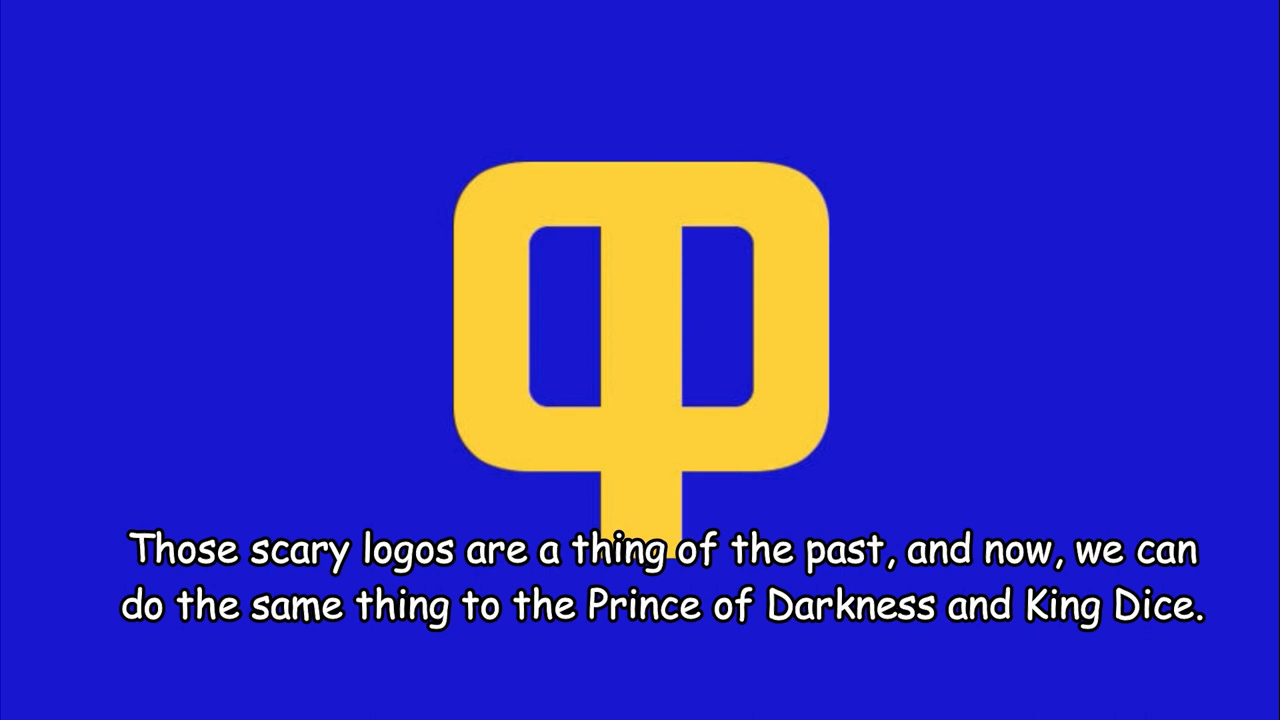 Those scary logos are a thing of the past, and now, we can
do the same thing to the Prince of Darkness and King Dice.